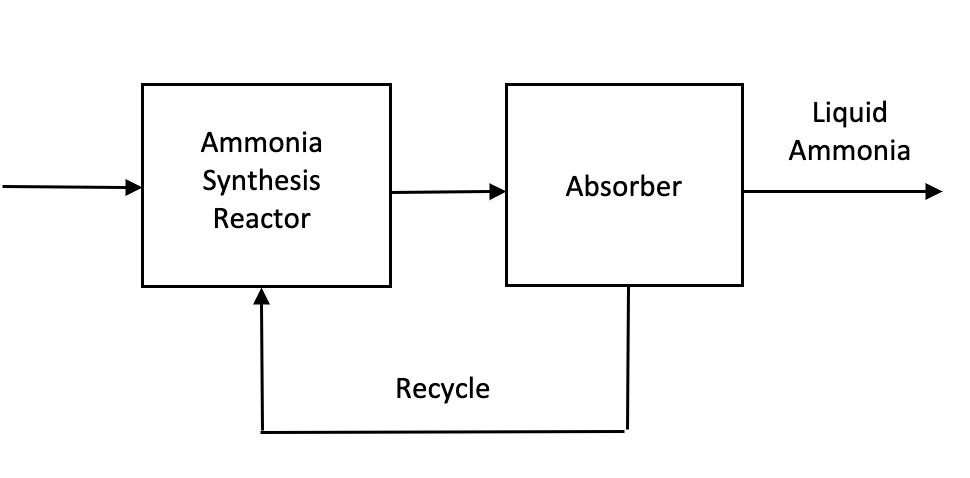 Ammonia
Synthesis
Reactor
Absorber
Liquid
Ammonia
Recycle